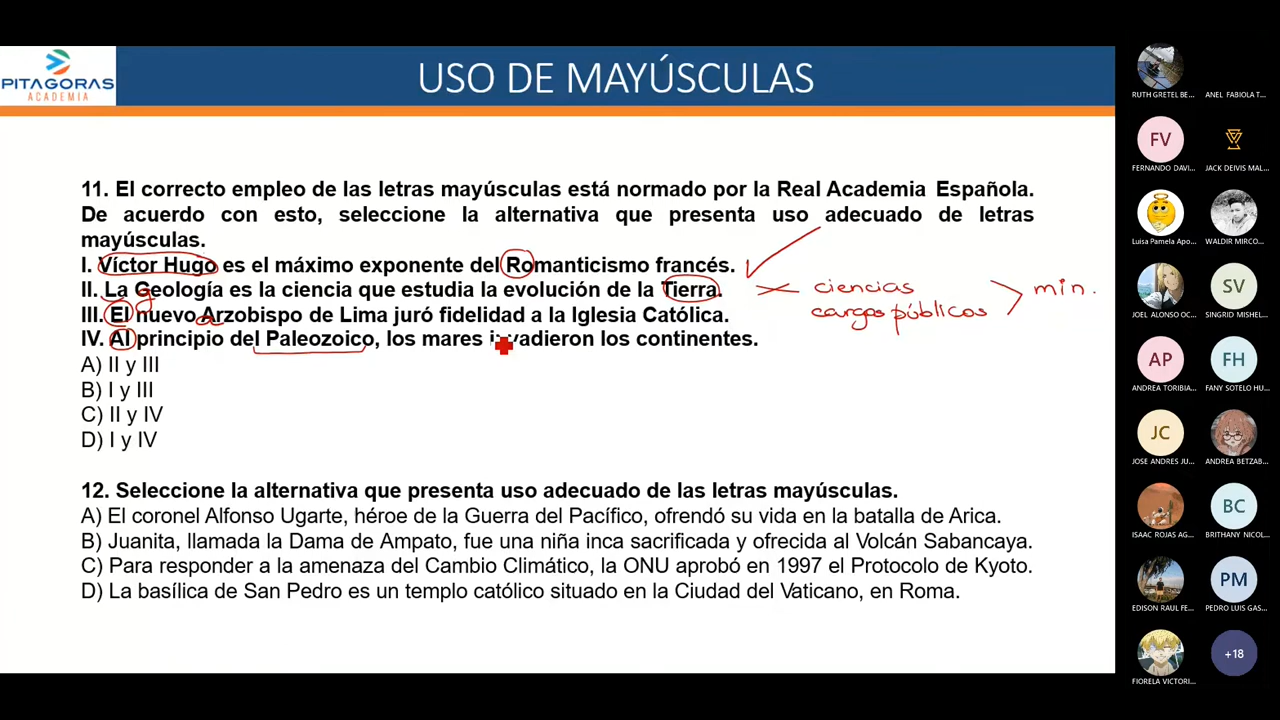 PITAGORAS
ACADEMIA
USO DE MAYÚSCULAS
11. El correcto empleo de las letras mayúsculas está normado por la Real Academia Española.
De acuerdo con esto, seleccione la alternativa que presenta uso adecuado de letras
mayúsculas.
I. Víctor Hugo es el máximo exponente del Romanticismo francés.
II. La Geología es la ciencia que estudia la evolución de la Tierra.
g
ciencias
cargos públicos
min.
III. El nuevo Arzobispo de Lima juró fidelidad a la Iglesia Católica.
a
IV. Al principio del Paleozoico, los mares invadieron los continentes.
A) II y III
B) I y III
C) II y IV
D) I y IV
12. Seleccione la alternativa que presenta uso adecuado de las letras mayúsculas.
A) El coronel Alfonso Ugarte, héroe de la Guerra del Pacífico, ofrendó su vida en la batalla de Arica.
B) Juanita, llamada la Dama de Ampato, fue una niña inca sacrificada y ofrecida al Volcán Sabancaya.
C) Para responder a la amenaza del Cambio Climático, la ONU aprobó en 1997 el Protocolo de Kyoto.
D) La basílica de San Pedro es un templo católico situado en la Ciudad del Vaticano, en Roma.
RUTH GRETEL BE...
ANEL FABIOLA T...
FV
FERNANDO DAVI...
JACK DEIVIS MAL...
Luisa Pamela Apo...
WALDIR MIRCO...
JOEL ALONSO OC...
SV
SINGRID MISHEL...
AP
ANDREA TORIBIA...
FH
FANY SOTELO HU...
JC
JOSE ANDRES JU...
ANDREA BETZAB...
ISAAC ROJAS AG...
BC
BRITHANY NICOL...
EDISON RAUL FE...
PM
PEDRO LUIS GAS...
FIORELA VICTORI...
+18